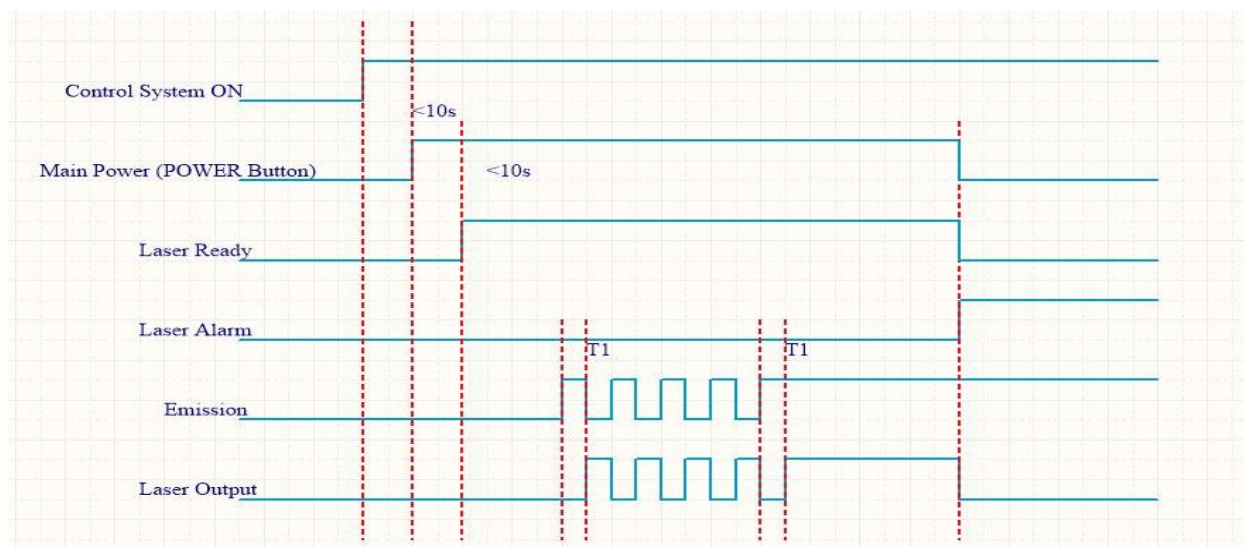 Control System ON
<10s
Main Power (POWER Button)
<10s
Laser Ready
Laser Alarm
T1
T1
Emission
Laser Output